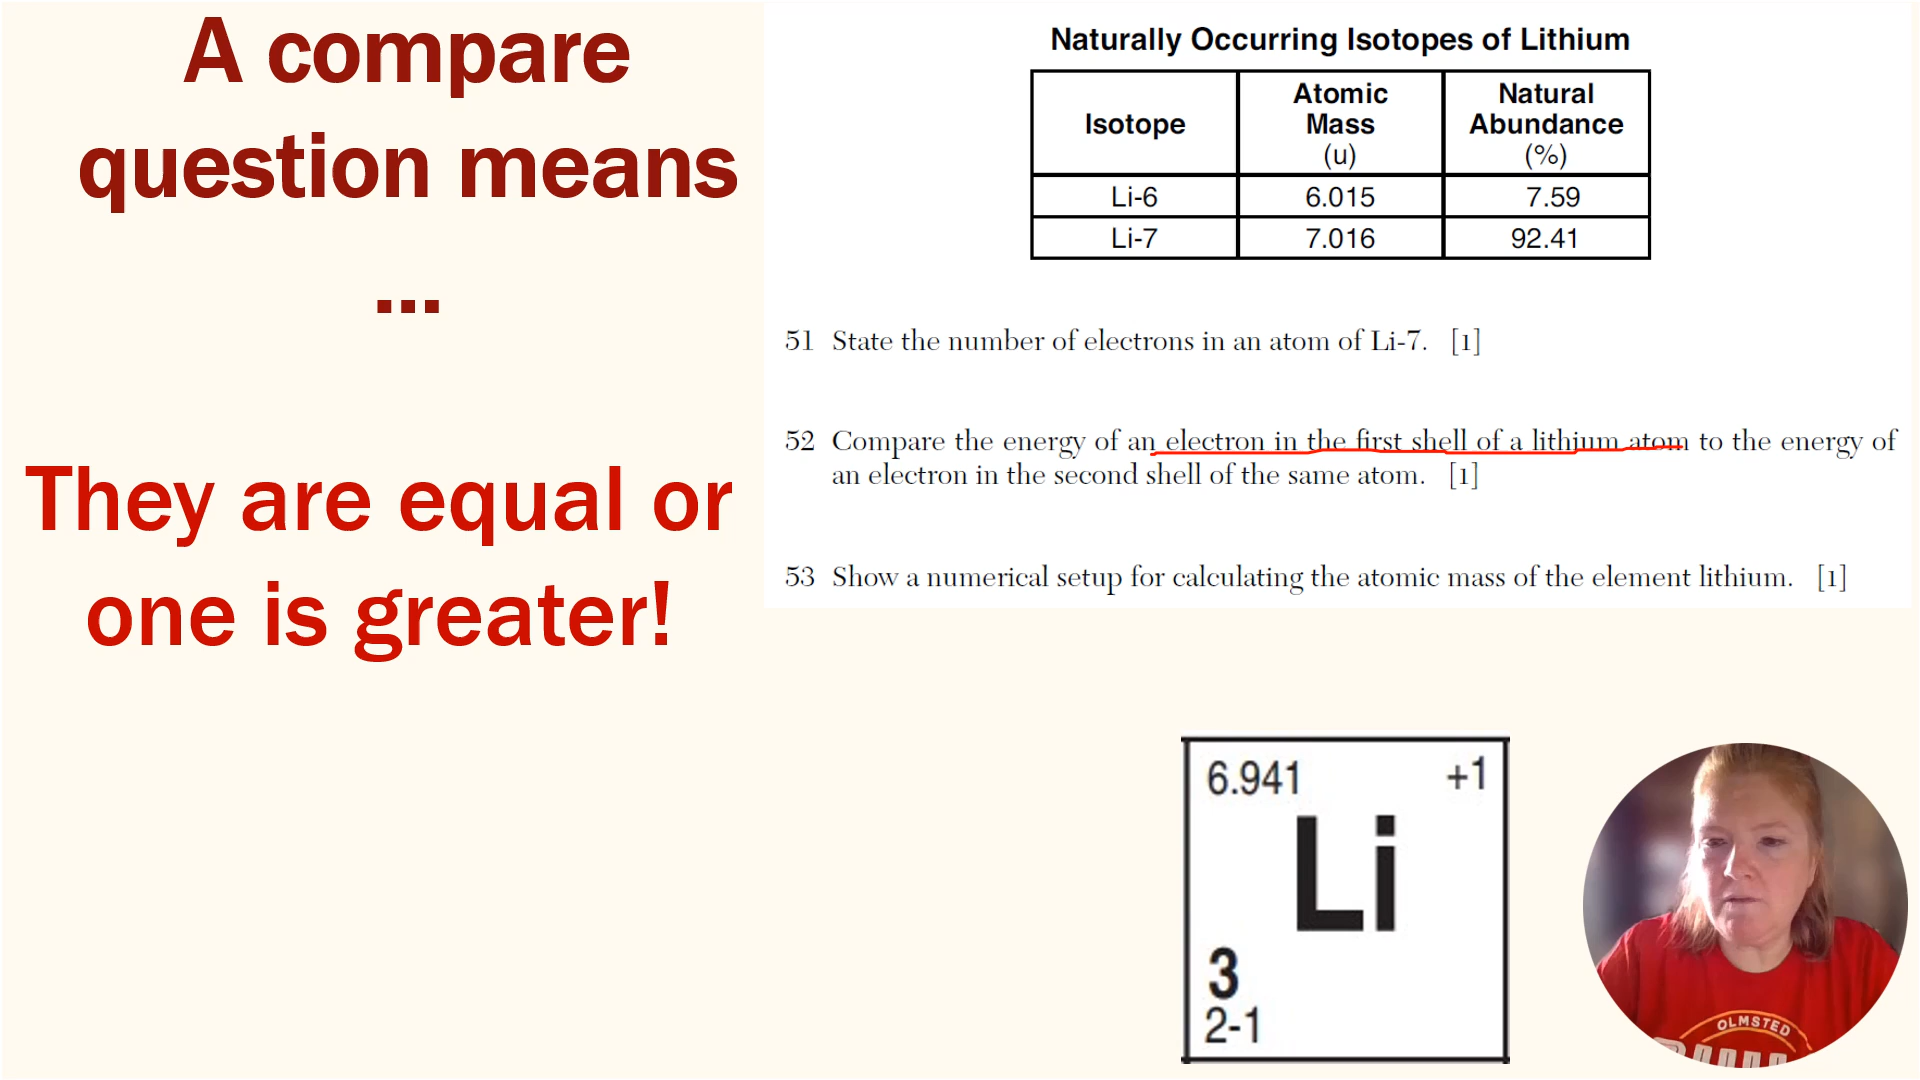 A compare
question means
...
They are equal or
one is greater!
Naturally Occurring Isotopes of Lithium
Isotope
Atomic
Mass
(u)
Natural
Abundance
(%)
Li-6 6.015 7.59
Li-7 7.016 92.41
51 State the number of electrons in an atom of Li-7. [1]
52 Compare the energy of an electron in the first shell of a lithium atom to the energy of
an electron in the second shell of the same atom. [1]
53 Show a numerical setup for calculating the atomic mass of the element lithium. [1]
6.941 +1
Li
3
2-1
OLMSTED